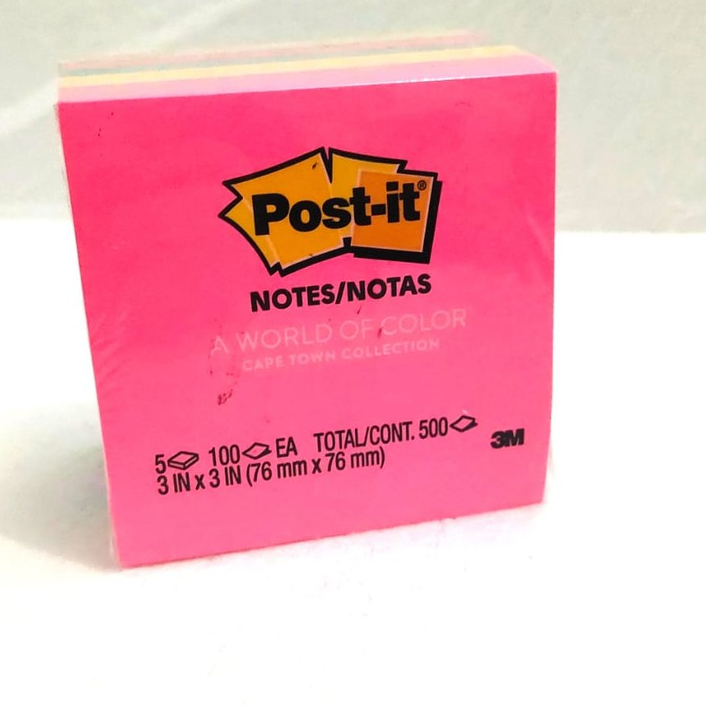 Post-it®
NOTES/NOTAS
A WORLD OF COLOR
CAPE TOWN COLLECTION
5 100 EA TOTAL/CONT. 500
3 IN x 3 IN (76 mm x 76 mm)
3M